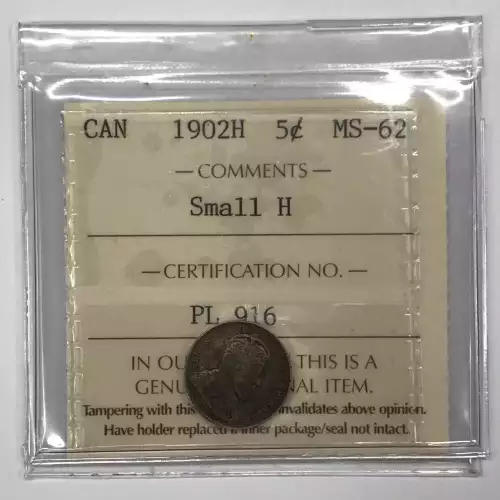 CAN 1902H 5¢ MS-62
— COMMENTS —
Small H
— CERTIFICATION NO. —
PL 916
IN OU THIS IS A
GENU NAL ITEM.
Tampering with this invalidates above opinion.
Have holder replaced if inner package/seal not intact.